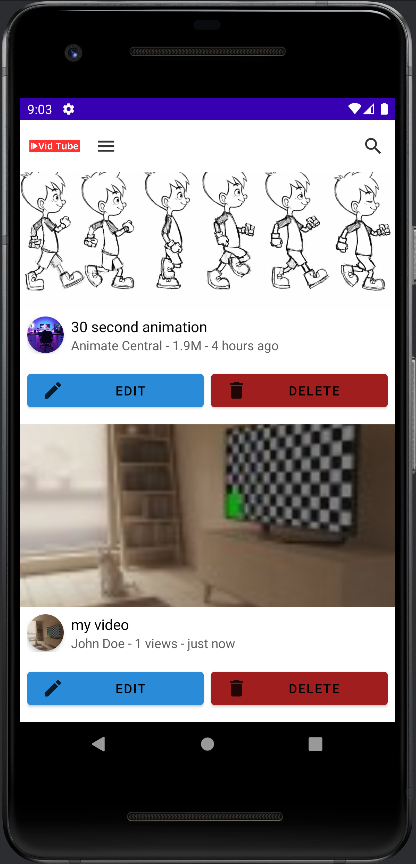 9:03
Vid Tube
30 second animation
Animate Central - 1.9M - 4 hours ago
EDIT DELETE
my video
John Doe - 1 views - just now
EDIT DELETE